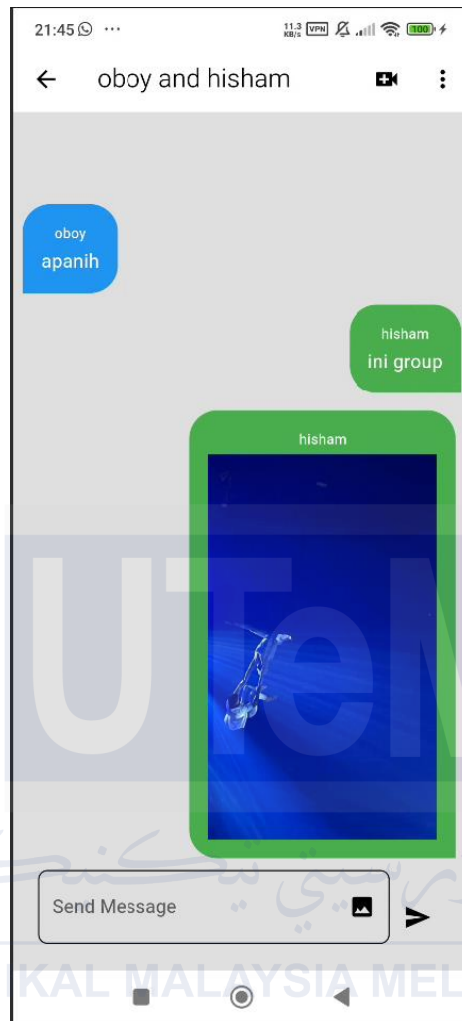 21:45 ...
11.3 KB/s VPN 100
oboy and hisham
oboy
apanih
hisham
ini group
hisham
UTeM
Send Message
IKAL MALAYSIA MEL